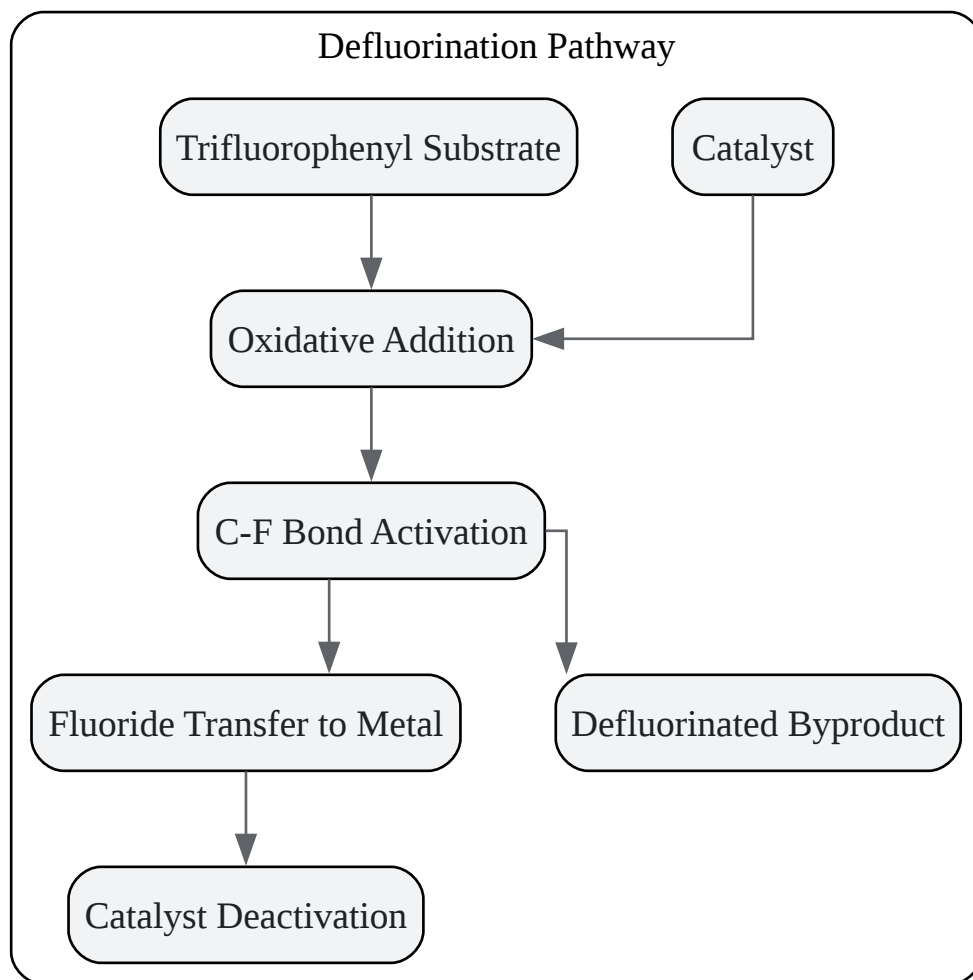 Defluorination Pathway
Trifluorophenyl Substrate
Catalyst
Oxidative Addition
C-F Bond Activation
Fluoride Transfer to Metal
Defluorinated Byproduct
Catalyst Deactivation